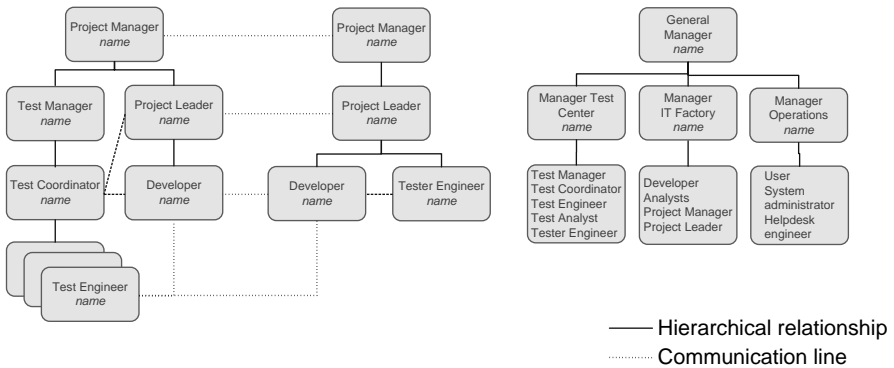 Project Manager
name
Project Manager
name
General
Manager
name
Test Manager
name
Project Leader
name
Project Leader
name
Manager Test
Center
name
Manager
IT Factory
name
Manager
Operations
name
Test Coordinator
name
Developer
name
Developer
name
Tester Engineer
name
Test Manager
Test Coordinator
Test Engineer
Test Analyst
Tester Engineer
Developer
Analysts
Project Manager
Project Leader
User
System
administrator
Helpdesk
engineer
Test Engineer
name
Hierarchical relationship
Communication line